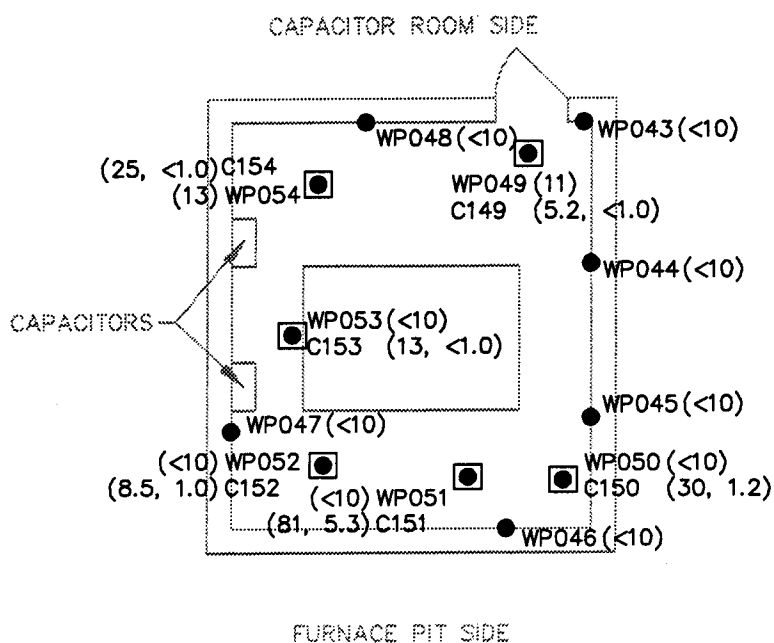 CAPACITOR ROOM SIDE
WP048 (<10)
WP043 (<10)
(25, <1.0) C154
(13) WP054
WP049 (11)
C149 (5.2, <1.0)
WP044 (<10)
CAPACITORS
WP053 (<10)
C153 (13, <1.0)
WP045 (<10)
WP047 (<10)
(<10) WP052
(8.5, 1.0) C152
(<10) WP051
(81, 5.3) C151
WP050 (<10)
C150 (30, 1.2)
WP046 (<10)
FURNACE PIT SIDE